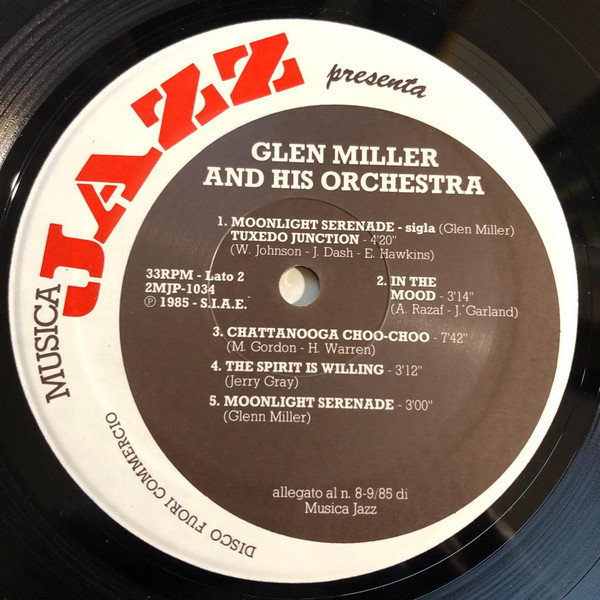 MUSICA JAZZ presenta
GLEN MILLER
AND HIS ORCHESTRA
1. MOONLIGHT SERENADE - sigla (Glen Miller)
TUXEDO JUNCTION - 4'20"
(W. Johnson - J. Dash - E. Hawkins)
33RPM - Lato 2
2MJP-1034
Ⓟ 1985 - S.I.A.E.
2. IN THE
MOOD - 3'14"
(A. Razaf - J. Garland)
3. CHATTANOOGA CHOO-CHOO - 7'42"
(M. Gordon - H. Warren)
4. THE SPIRIT IS WILLING - 3'12"
(Jerry Gray)
5. MOONLIGHT SERENADE - 3'00"
(Glenn Miller)
allegato al n. 8-9/85 di
Musica Jazz
DISCO FUORI COMMERCIO